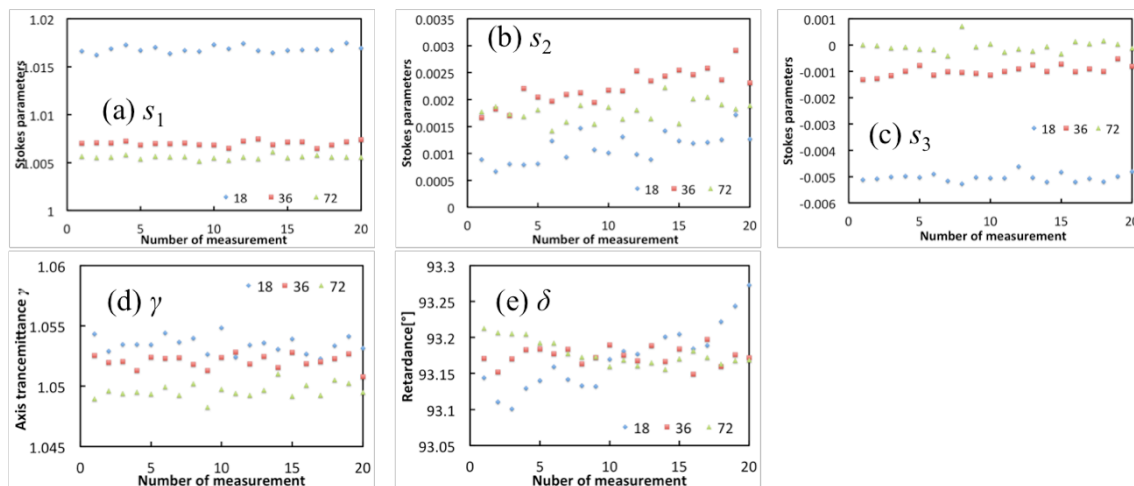 1.02
1.015
1.01
1.005
1
Stokes parameters
(a) s1
18 36 72
0 5 10 15 20
Number of measurement
0.0035
0.003
0.0025
0.002
0.0015
0.001
0.0005
0
Stokes parameters
(b) s2
18 36 72
0 5 10 15 20
Number of measurement
0.001
0
-0.001
-0.002
-0.003
-0.004
-0.005
-0.006
Stokes parameters
(c) s3
18 36 72
0 5 10 15 20
Number of measurement
1.06
1.055
1.05
1.045
Axis trancemittance γ
(d) γ
18 36 72
0 5 10 15 20
Number of measurement
93.3
93.25
93.2
93.15
93.1
93.05
Retardance[°]
(e) δ
18 36 72
0 5 10 15 20
Nuber of measurement